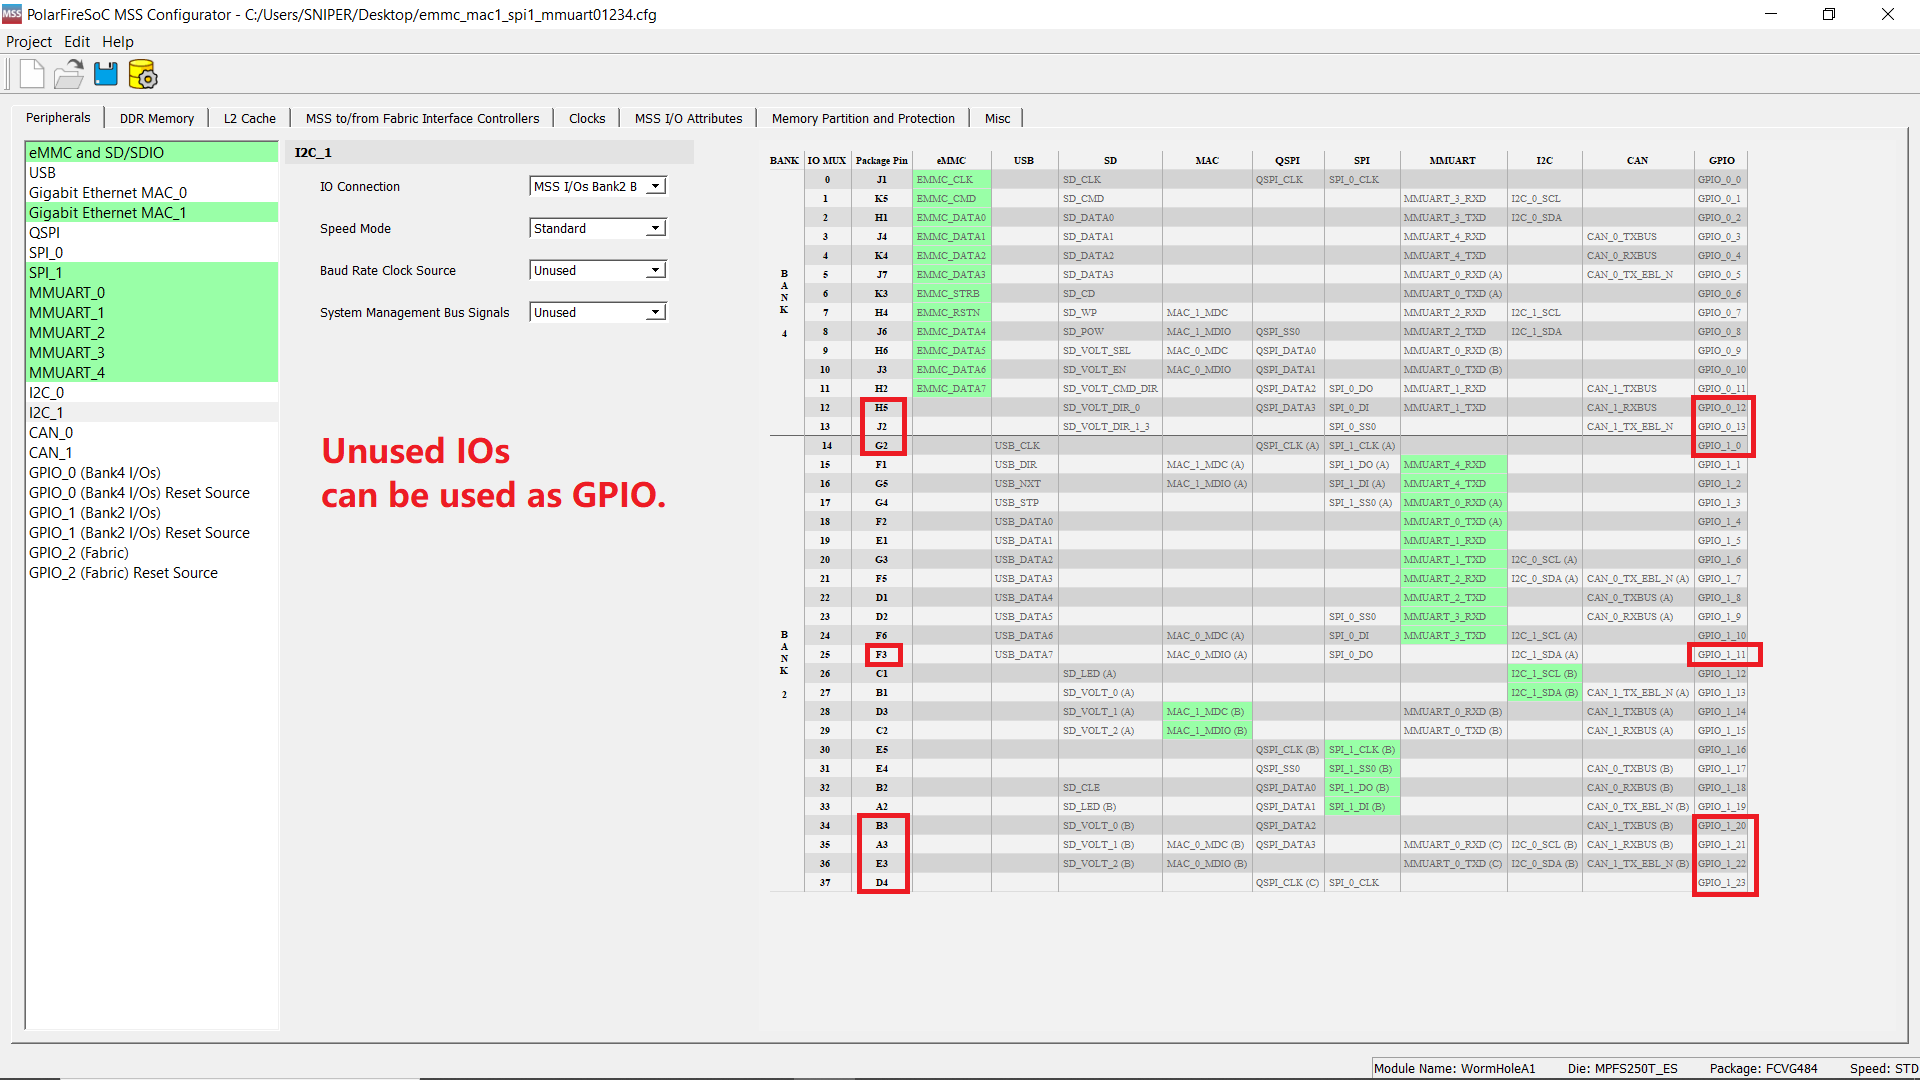 MSS PolarFireSoC MSS Configurator - C:/Users/SNIPER/Desktop/emmc_mac1_spi1_mmuart01234.cfg
Project Edit Help
Peripherals DDR Memory L2 Cache MSS to/from Fabric Interface Controllers Clocks MSS I/O Attributes Memory Partition and Protection Misc
eMMC and SD/SDIO
USB
Gigabit Ethernet MAC_0
Gigabit Ethernet MAC_1
QSPI
SPI_0
SPI_1
MMUART_0
MMUART_1
MMUART_2
MMUART_3
MMUART_4
I2C_0
I2C_1
CAN_0
CAN_1
GPIO_0 (Bank4 I/Os)
GPIO_0 (Bank4 I/Os) Reset Source
GPIO_1 (Bank2 I/Os)
GPIO_1 (Bank2 I/Os) Reset Source
GPIO_2 (Fabric)
GPIO_2 (Fabric) Reset Source
I2C_1
IO Connection MSS I/Os Bank2 B
Speed Mode Standard
Baud Rate Clock Source Unused
System Management Bus Signals Unused
Unused IOs
can be used as GPIO.
BANK IO MUX Package Pin eMMC USB SD MAC QSPI SPI MMUART I2C CAN GPIO
BANK 4
0 J1 EMMC_CLK SD_CLK QSPI_CLK SPI_0_CLK GPIO_0_0
1 K5 EMMC_CMD SD_CMD MMUART_3_RXD I2C_0_SCL GPIO_0_1
2 H1 EMMC_DATA0 SD_DATA0 MMUART_3_TXD I2C_0_SDA GPIO_0_2
3 J4 EMMC_DATA1 SD_DATA1 MMUART_4_RXD CAN_0_TXBUS GPIO_0_3
4 K4 EMMC_DATA2 SD_DATA2 MMUART_4_TXD CAN_0_RXBUS GPIO_0_4
5 J7 EMMC_DATA3 SD_DATA3 MMUART_0_RXD (A) CAN_0_TX_EBL_N GPIO_0_5
6 K3 EMMC_STRB SD_CD MMUART_0_TXD (A) GPIO_0_6
7 H4 EMMC_RSTN SD_WP MAC_1_MDC MMUART_2_RXD I2C_1_SCL GPIO_0_7
8 J6 EMMC_DATA4 SD_POW MAC_1_MDIO QSPI_SS0 MMUART_2_TXD I2C_1_SDA GPIO_0_8
9 H6 EMMC_DATA5 SD_VOLT_SEL MAC_0_MDC QSPI_DATA0 MMUART_0_RXD (B) GPIO_0_9
10 J3 EMMC_DATA6 SD_VOLT_EN MAC_0_MDIO QSPI_DATA1 MMUART_0_TXD (B) GPIO_0_10
11 H2 EMMC_DATA7 SD_VOLT_CMD_DIR QSPI_DATA2 SPI_0_DO MMUART_1_RXD CAN_1_TXBUS GPIO_0_11
12 H5 SD_VOLT_DIR_0 QSPI_DATA3 SPI_0_DI MMUART_1_TXD CAN_1_RXBUS GPIO_0_12
13 J2 SD_VOLT_DIR_1_3 SPI_0_SS0 CAN_1_TX_EBL_N GPIO_0_13
BANK 2
14 G2 USB_CLK QSPI_CLK (A) SPI_1_CLK (A) GPIO_1_0
15 F1 USB_DIR MAC_1_MDC (A) SPI_1_DO (A) MMUART_4_RXD GPIO_1_1
16 G5 USB_NXT MAC_1_MDIO (A) SPI_1_DI (A) MMUART_4_TXD GPIO_1_2
17 G4 USB_STP SPI_1_SS0 (A) MMUART_0_RXD (A) GPIO_1_3
18 F2 USB_DATA0 MMUART_0_TXD (A) GPIO_1_4
19 E1 USB_DATA1 MMUART_1_RXD GPIO_1_5
20 G3 USB_DATA2 MMUART_1_TXD I2C_0_SCL (A) GPIO_1_6
21 F5 USB_DATA3 MMUART_2_RXD I2C_0_SDA (A) CAN_0_TX_EBL_N (A) GPIO_1_7
22 D1 USB_DATA4 MMUART_2_TXD CAN_0_TXBUS (A) GPIO_1_8
23 D2 USB_DATA5 SPI_0_SS0 MMUART_3_RXD CAN_0_RXBUS (A) GPIO_1_9
24 F6 USB_DATA6 MAC_0_MDC (A) SPI_0_DI MMUART_3_TXD I2C_1_SCL (A) GPIO_1_10
25 F3 USB_DATA7 MAC_0_MDIO (A) SPI_0_DO I2C_1_SDA (A) GPIO_1_11
26 C1 SD_LED (A) I2C_1_SCL (B) GPIO_1_12
27 B1 SD_VOLT_0 (A) I2C_1_SDA (B) CAN_1_TX_EBL_N (A) GPIO_1_13
28 D3 SD_VOLT_1 (A) MAC_1_MDC (B) MMUART_0_RXD (B) CAN_1_TXBUS (A) GPIO_1_14
29 C2 SD_VOLT_2 (A) MAC_1_MDIO (B) MMUART_0_TXD (B) CAN_1_RXBUS (A) GPIO_1_15
30 E5 QSPI_CLK (B) SPI_1_CLK (B) GPIO_1_16
31 E4 QSPI_SS0 SPI_1_SS0 (B) CAN_0_TXBUS (B) GPIO_1_17
32 B2 SD_CLE QSPI_DATA0 SPI_1_DO (B) CAN_0_RXBUS (B) GPIO_1_18
33 A2 SD_LED (B) QSPI_DATA1 SPI_1_DI (B) CAN_0_TX_EBL_N (B) GPIO_1_19
34 B3 SD_VOLT_0 (B) QSPI_DATA2 CAN_1_TXBUS (B) GPIO_1_20
35 A3 SD_VOLT_1 (B) MAC_0_MDC (B) QSPI_DATA3 MMUART_0_RXD (C) I2C_0_SCL (B) CAN_1_RXBUS (B) GPIO_1_21
36 E3 SD_VOLT_2 (B) MAC_0_MDIO (B) MMUART_0_TXD (C) I2C_0_SDA (B) CAN_1_TX_EBL_N (B) GPIO_1_22
37 D4 QSPI_CLK (C) SPI_0_CLK GPIO_1_23
Module Name: WormHoleA1 Die: MPFS250T_ES Package: FCVG484 Speed: STD